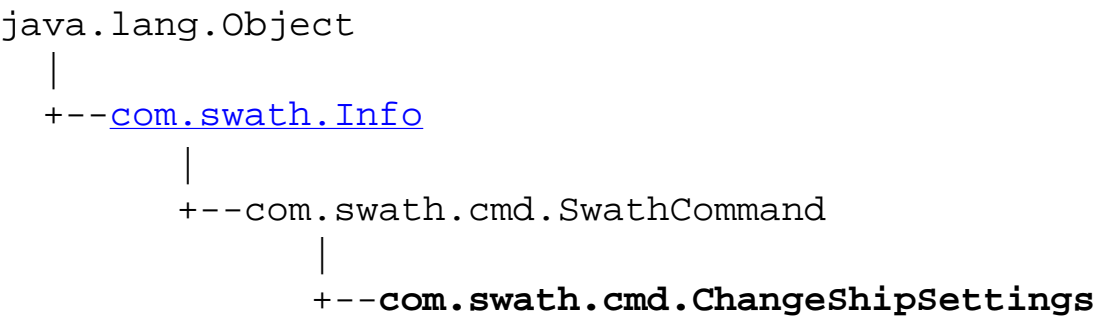 java.lang.Object
|
+--com.swath.Info
|
+--com.swath.cmd.SwathCommand
|
+--com.swath.cmd.ChangeShipSettings